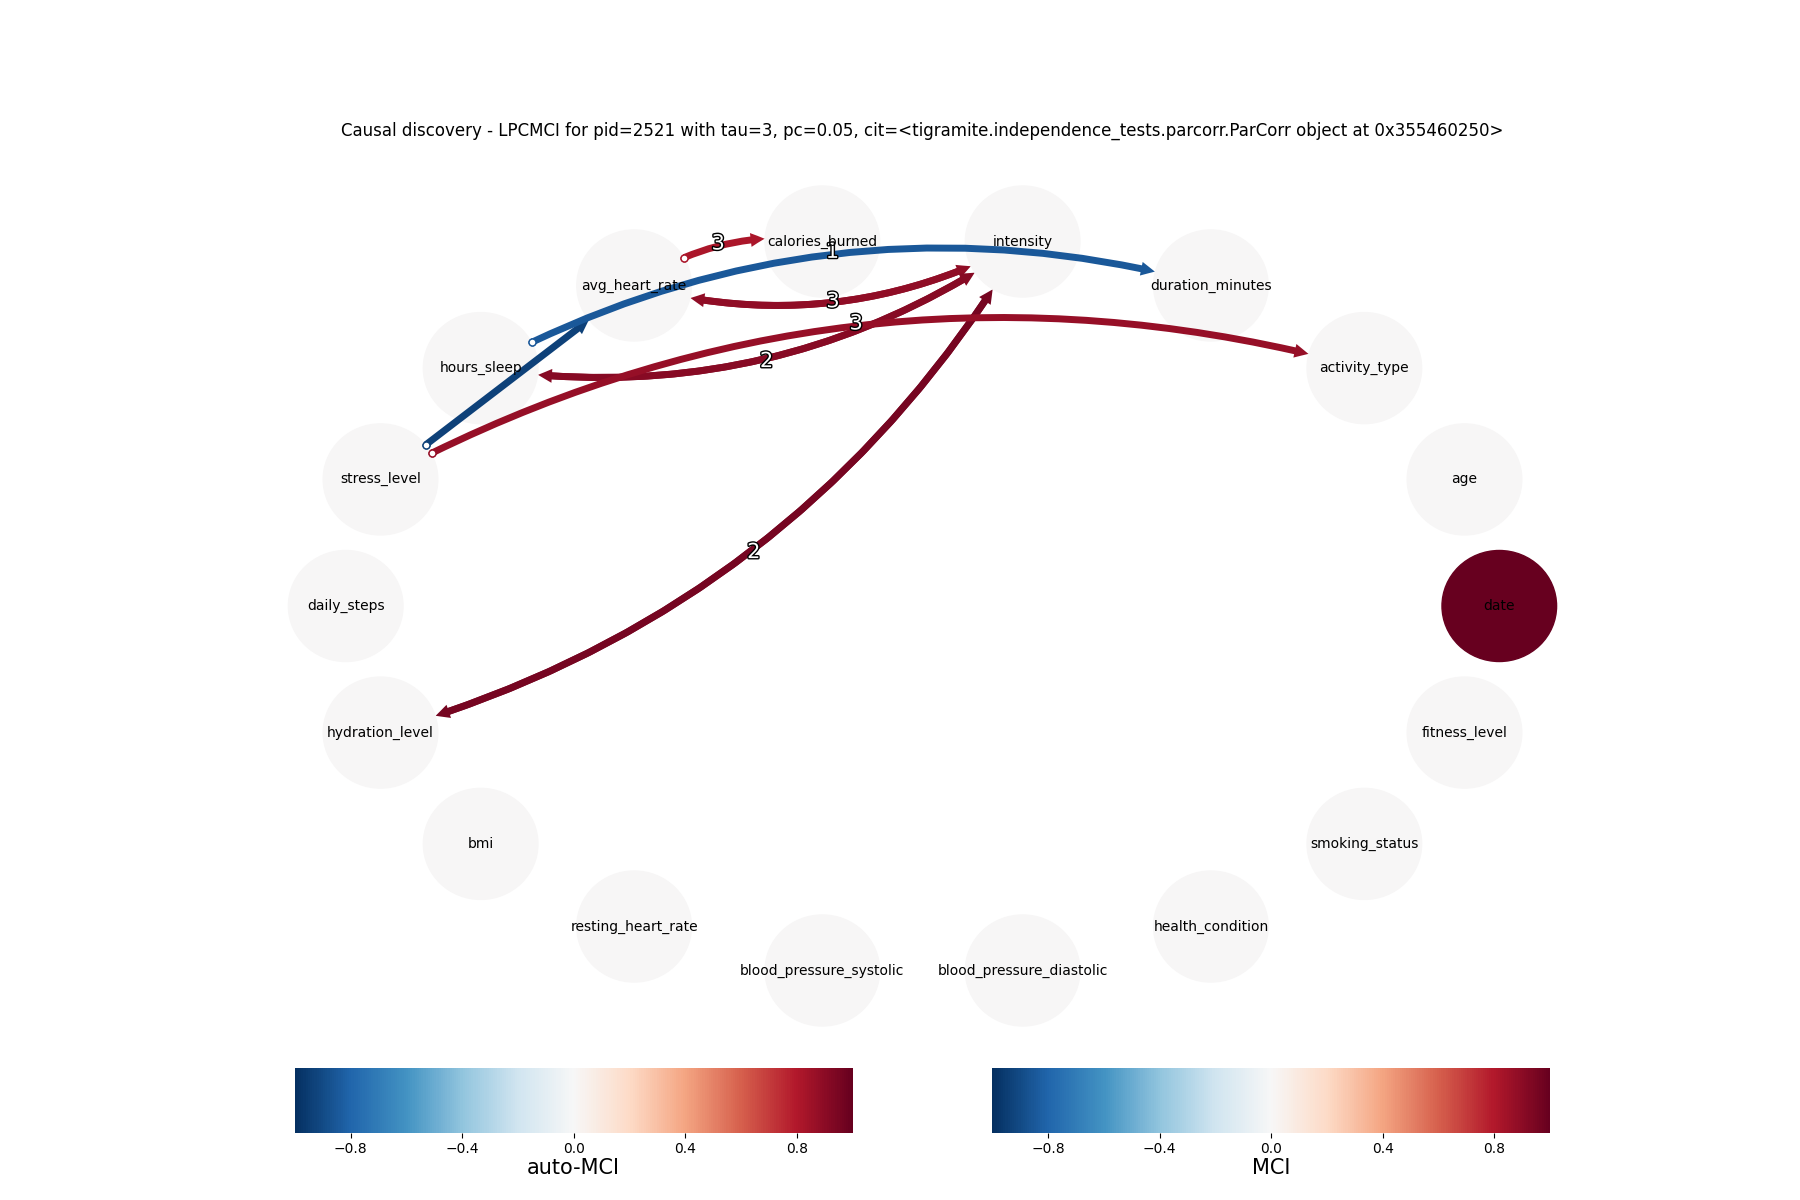 Causal discovery - LPCMCI for pid=2521 with tau=3, pc=0.05, cit=<tigramite.independence_tests.parcorr.ParCorr object at 0x355460250>
3 calories_burned intensity
1
avg_heart_rate duration_minutes
3
3
2
hours_sleep activity_type
stress_level age
2
daily_steps date
hydration_level fitness_level
bmi smoking_status
resting_heart_rate health_condition
blood_pressure_systolic blood_pressure_diastolic
−0.8 −0.4 0.0 0.4 0.8 −0.8 −0.4 0.0 0.4 0.8
auto-MCI MCI